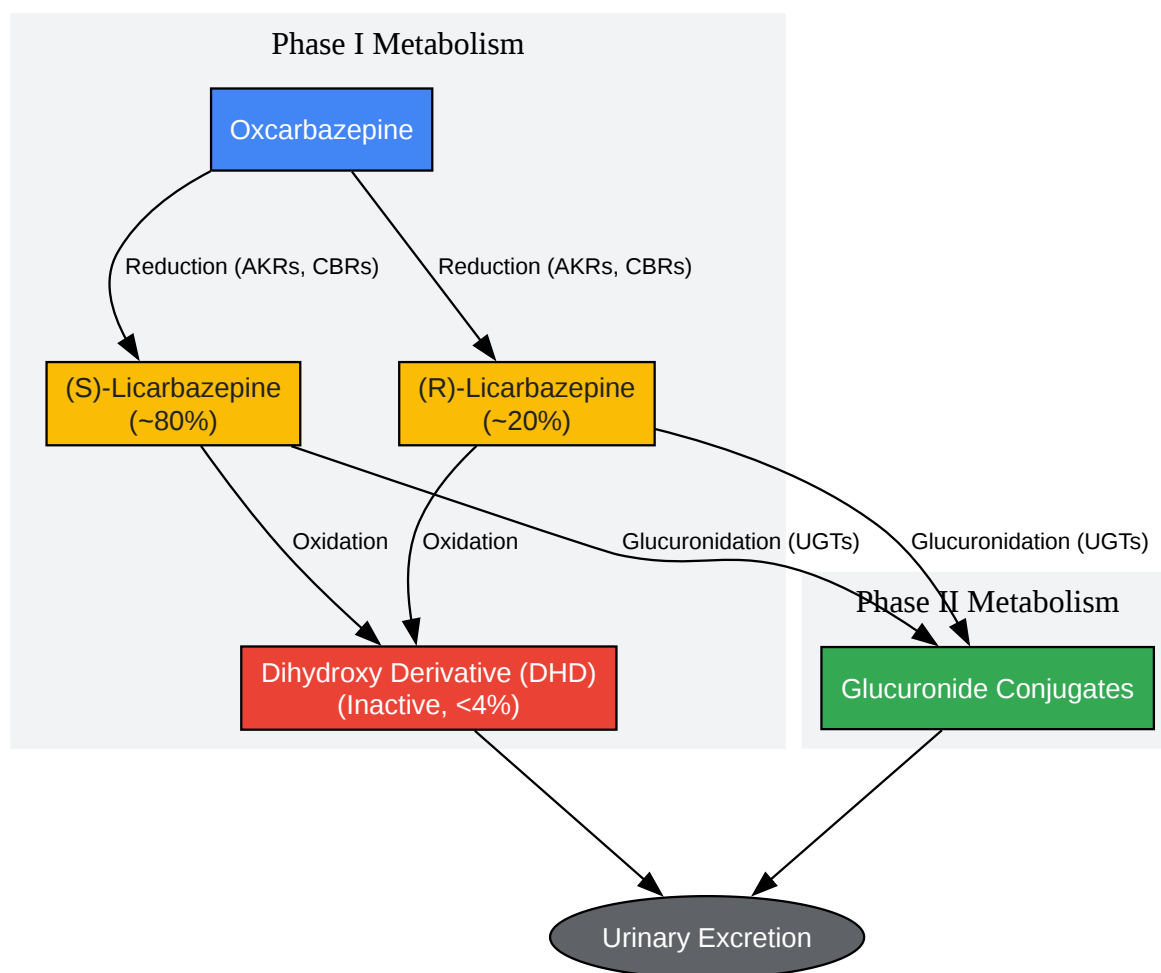 Phase I Metabolism
Oxcarbazepine
Reduction (AKRs, CBRs)
Reduction (AKRs, CBRs)
(S)-Licarbazepine
(~80%)
(R)-Licarbazepine
(~20%)
Oxidation
Oxidation
Glucuronidation (UGTs)
Glucuronidation (UGTs)
Phase II Metabolism
Dihydroxy Derivative (DHD)
(Inactive, <4%)
Glucuronide Conjugates
Urinary Excretion